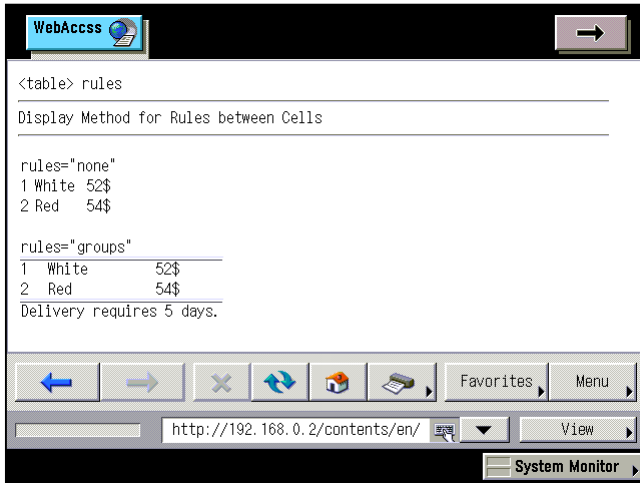 WebAccss
<table> rules
Display Method for Rules between Cells
rules="none"
1 White 52$
2 Red 54$
rules="groups"
1 White 52$
2 Red 54$
Delivery requires 5 days.
Favorites
Menu
http://192.168.0.2/contents/en/
View
System Monitor